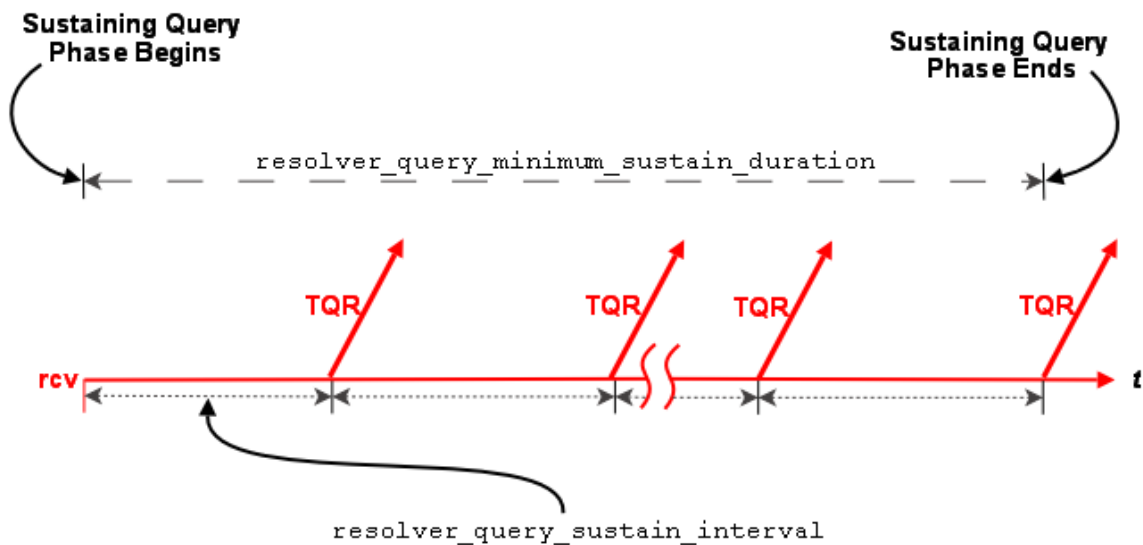 Sustaining Query
Phase Begins
Sustaining Query
Phase Ends
resolver_query_minimum_sustain_duration
TQR
TQR
TQR
TQR
rcv
t
resolver_query_sustain_interval